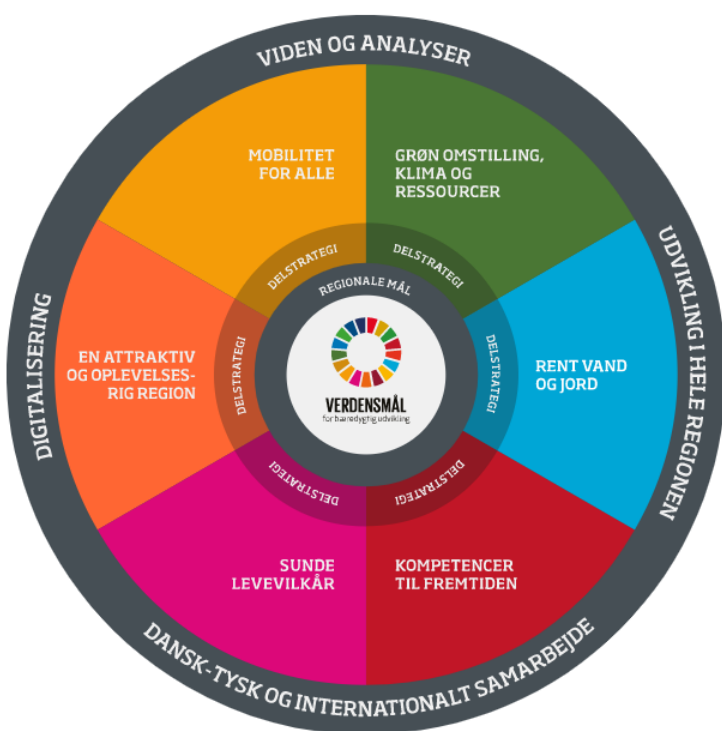 VIDEN OG ANALYSER
UDVIKLING I HELE REGIONEN
DANSK-TYSK OG INTERNATIONALT SAMARBEJDE
DIGITALISERING
MOBILITET
FOR ALLE
GRØN OMSTILLING,
KLIMA OG
RESSOURCER
RENT VAND
OG JORD
KOMPETENCER
TIL FREMTIDEN
SUNDE
LEVEVILKÅR
EN ATTRAKTIV
OG OPLEVELSES-
RIG REGION
DELSTRATEGI
DELSTRATEGI
DELSTRATEGI
DELSTRATEGI
DELSTRATEGI
DELSTRATEGI
REGIONALE MÅL
VERDENSMÅL
for bæredygtig udvikling